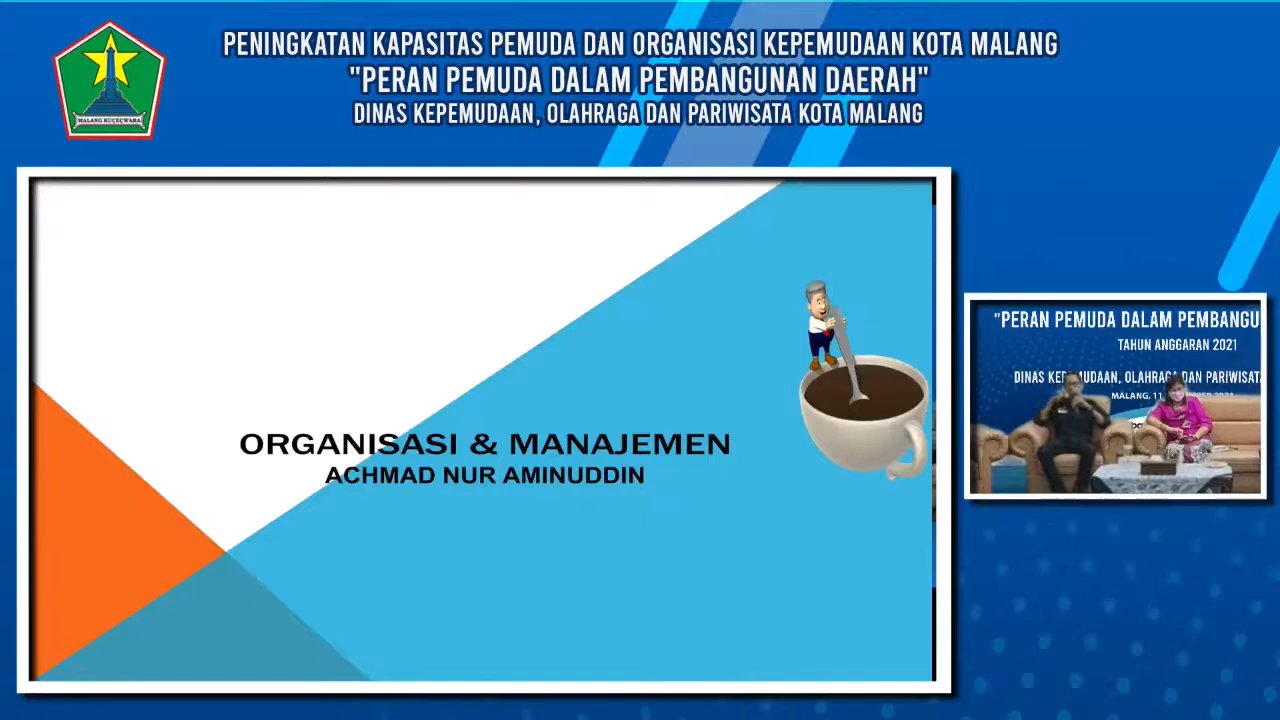 PENINGKATAN KAPASITAS PEMUDA DAN ORGANISASI KEPEMUDAAN KOTA MALANG
"PERAN PEMUDA DALAM PEMBANGUNAN DAERAH"
DINAS KEPEMUDAAN, OLAHRAGA DAN PARIWISATA KOTA MALANG
MALANG KUÇEÇWARA
ORGANISASI & MANAJEMEN
ACHMAD NUR AMINUDDIN
"PERAN PEMUDA DALAM PEMBANGU
TAHUN ANGGARAN 2021
DINAS OLAHRAGA DAN PARIWISATA
MALANG, 11 2021